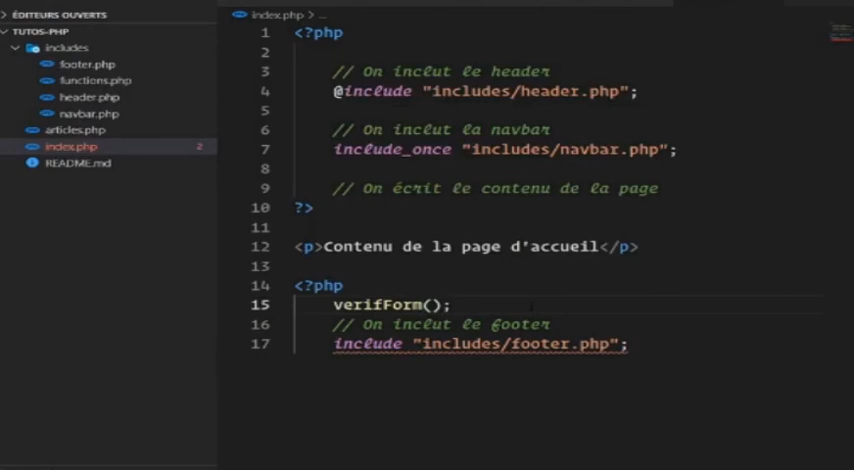 ÉDITEURS OUVERTS
TUTOS-PHP
includes
footer.php
functions.php
header.php
navbar.php
articles.php
index.php 2
README.md
index.php > ...
1 <?php
2
3 // On inclut le header
4 @include "includes/header.php";
5
6 // On inclut la navbar
7 include_once "includes/navbar.php";
8
9 // On écrit le contenu de la page
10 ?>
11
12 <p>Contenu de la page d'accueil</p>
13
14 <?php
15 verifForm();
16 // On inclut le footer
17 include "includes/footer.php";